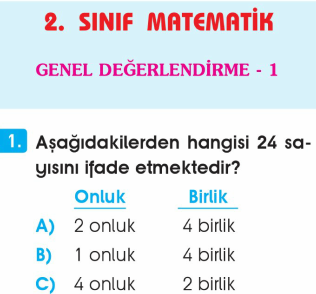 2. SINIF MATEMATİK
GENEL DEĞERLENDİRME - 1
1. Aşağıdakilerden hangisi 24 sa-
yısını ifade etmektedir?
Onluk Birlik
A) 2 onluk 4 birlik
B) 1 onluk 4 birlik
C) 4 onluk 2 birlik